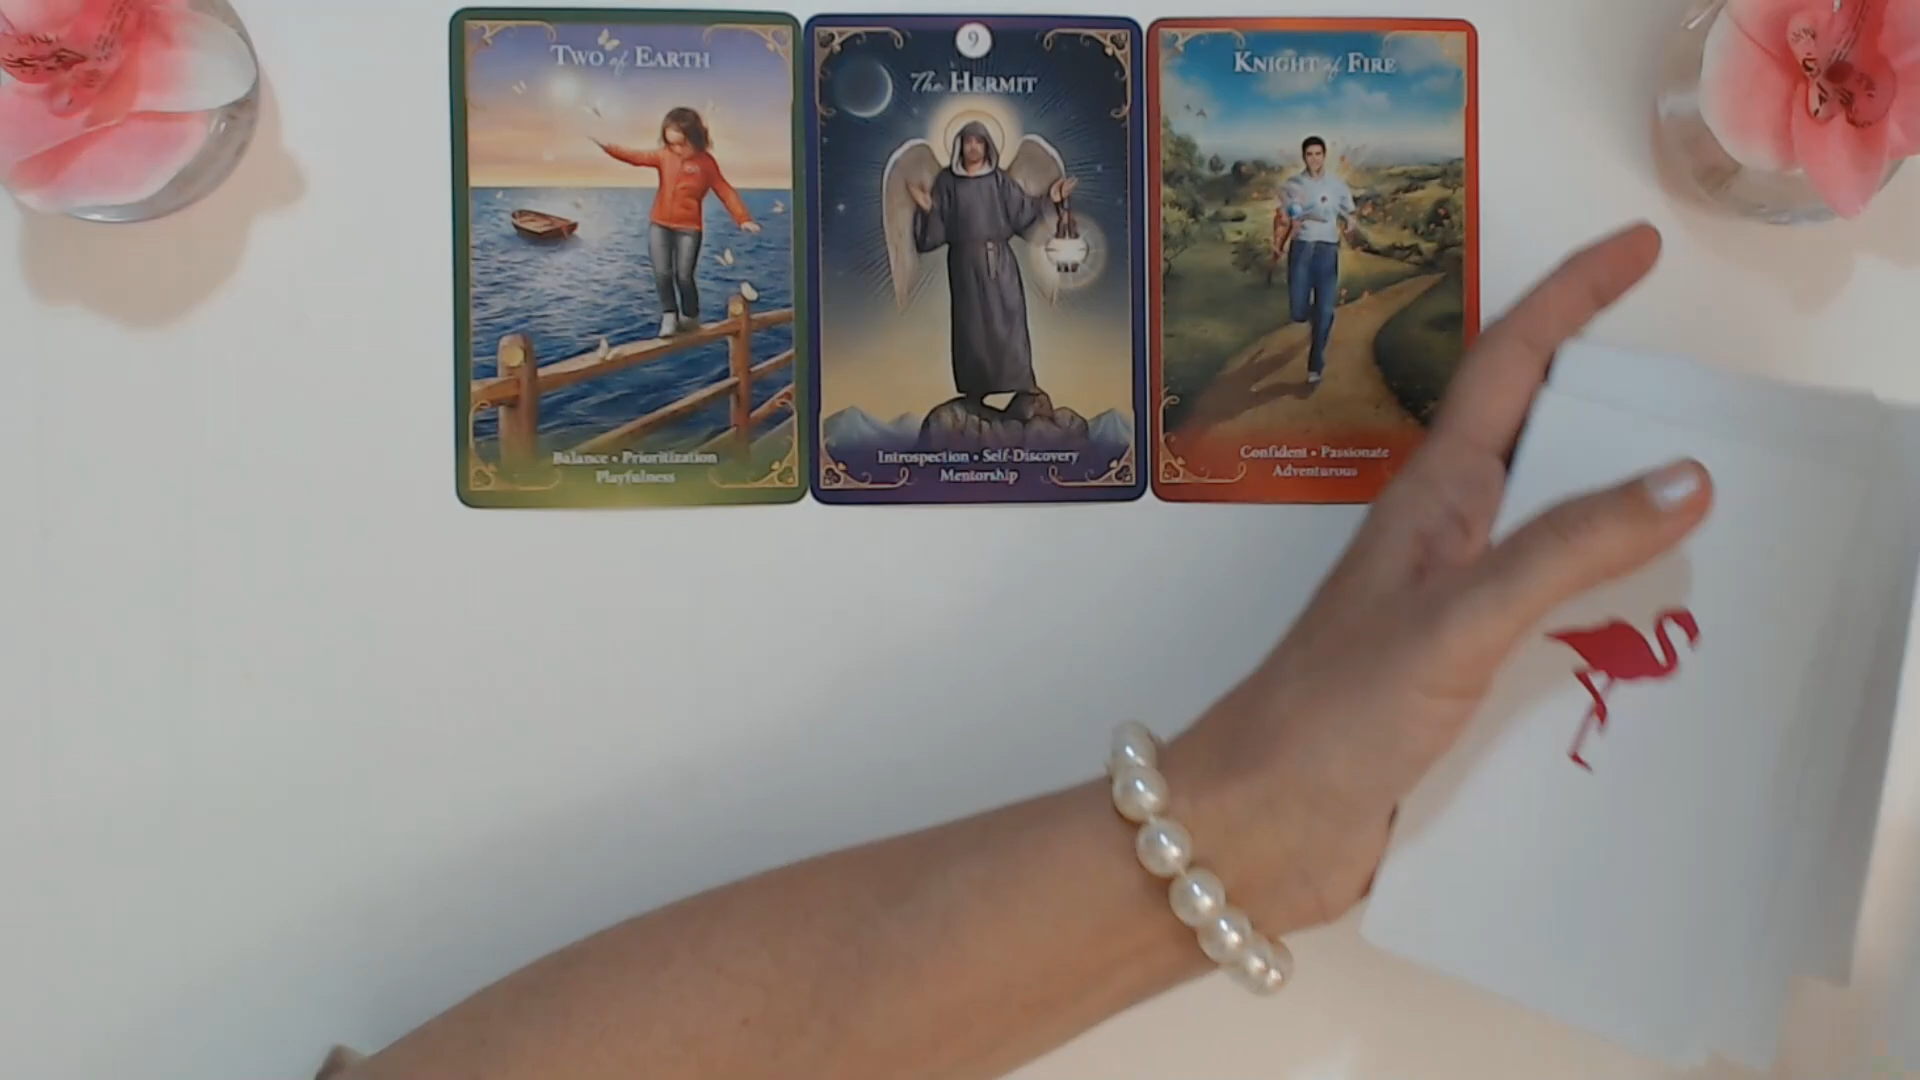 Two of Earth
Balance • Prioritization
Playfulness
9
The Hermit
Introspection • Self-Discovery
Mentorship
Knight of Fire
Confident • Passionate
Adventurous